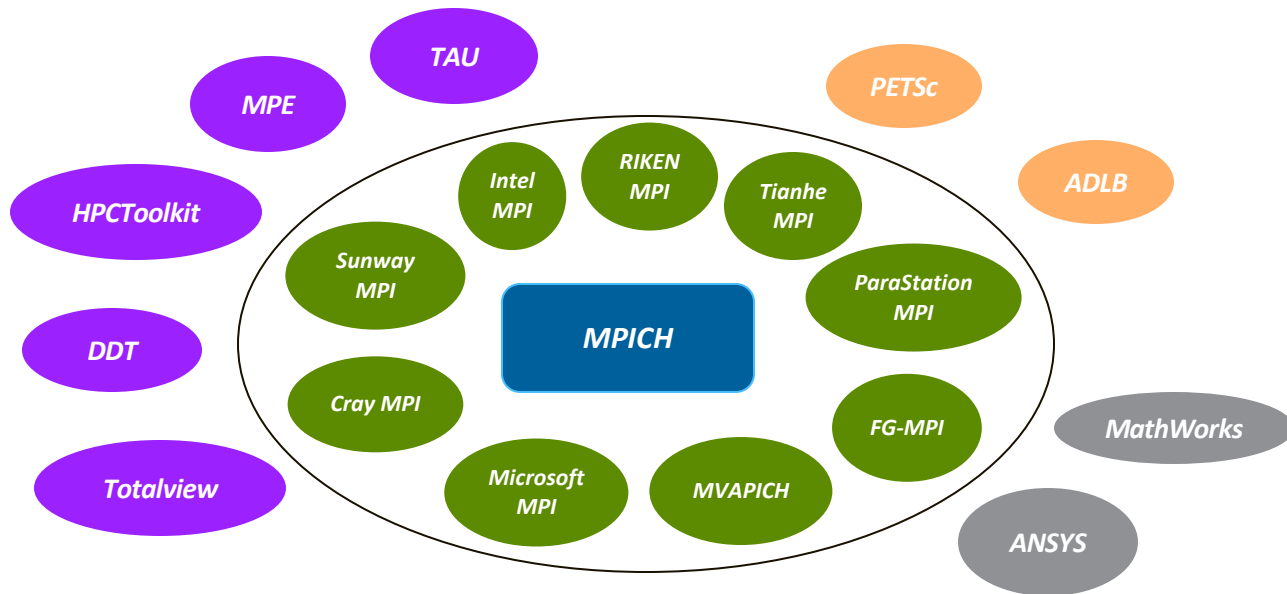 TAU
MPE
PETSc
ADLB
HPCToolkit
Intel
MPI
RIKEN
MPI
Tianhe
MPI
Sunway
MPI
ParaStation
MPI
MPICH
DDT
Cray MPI
FG-MPI
MathWorks
Totalview
Microsoft
MPI
MVAPICH
ANSYS